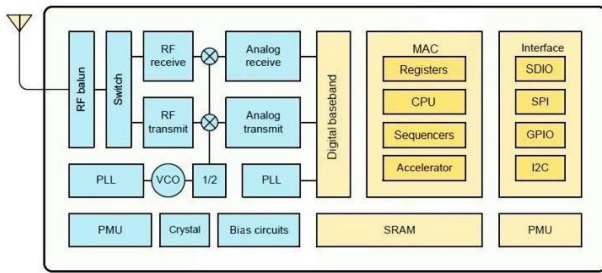 RF balun
Switch
RF
receive
Analog
receive
RF
transmit
Analog
transmit
Digital baseband
MAC
Registers
CPU
Sequencers
Accelerator
Interface
SDIO
SPI
GPIO
I2C
PLL
VCO
1/2
PLL
PMU
Crystal
Bias circuits
SRAM
PMU